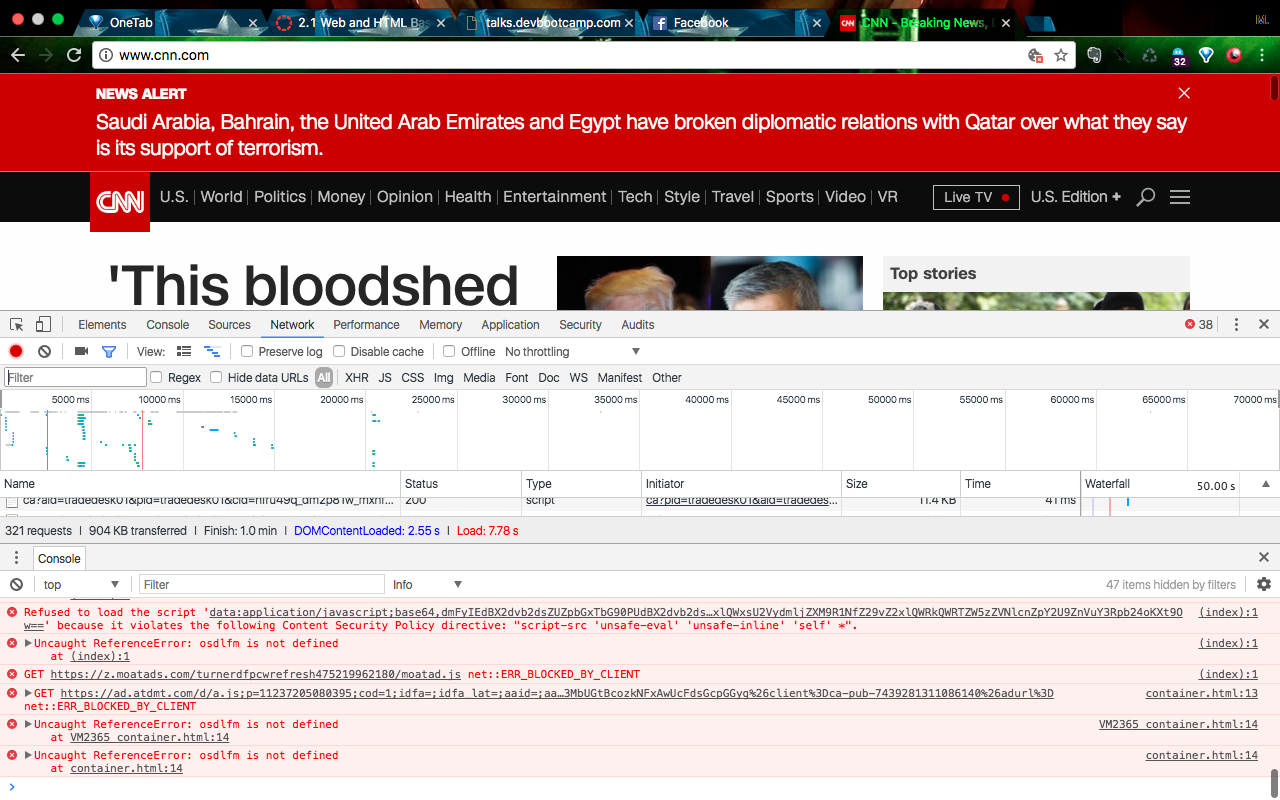 OneTab
2.1 Web and HTML Bas
talks.devbootcamp.com
Facebook
CNN - Breaking News, L
www.cnn.com
32
NEWS ALERT
Saudi Arabia, Bahrain, the United Arab Emirates and Egypt have broken diplomatic relations with Qatar over what they say
is its support of terrorism.
CNN U.S. World Politics Money Opinion Health Entertainment Tech Style Travel Sports Video VR Live TV U.S. Edition +
'This bloodshed
Top stories
Elements Console Sources Network Performance Memory Application Security Audits 38
View: Preserve log Disable cache Offline No throttling
Filter Regex Hide data URLs All XHR JS CSS Img Media Font Doc WS Manifest Other
5000 ms 10000 ms 15000 ms 20000 ms 25000 ms 30000 ms 35000 ms 40000 ms 45000 ms 50000 ms 55000 ms 60000 ms 65000 ms 70000 ms
Name Status Type Initiator Size Time Waterfall 50.00 s
200 script ca?pid=tradedesk01&aid=tradedes... 11.4 KB 41 ms
321 requests | 904 KB transferred | Finish: 1.0 min | DOMContentLoaded: 2.55 s | Load: 7.78 s
Console
top Filter Info 47 items hidden by filters
Refused to load the script 'data:application/javascript;base64,dmFyIEdBX2dvb2dsZUZpbGxTbG90PUdBX2dvb2ds…xlQWxsU2VydmljZXM9R1NfZ29vZ2xlQWRkQWRTZW5zZVNlcnZpY2U9ZnVuY3Rpb24oKXt9O (index):1
w==' because it violates the following Content Security Policy directive: "script-src 'unsafe-eval' 'unsafe-inline' 'self' *".
Uncaught ReferenceError: osdlfm is not defined (index):1
at (index):1
GET https://z.moatads.com/turnerdfpcwrefresh475219962180/moatad.js net::ERR_BLOCKED_BY_CLIENT (index):1
GET https://ad.atdmt.com/d/a.js;p=11237205080395;cod=1;idfa=;idfa_lat=;aaid=;aa…3MbUGtBcozkNFxAwUcFdsGcpGGyq%26client%3Dca-pub-7439281311086140%26adurl%3D container.html:13
net::ERR_BLOCKED_BY_CLIENT
Uncaught ReferenceError: osdlfm is not defined VM2365 container.html:14
at VM2365 container.html:14
Uncaught ReferenceError: osdlfm is not defined container.html:14
at container.html:14